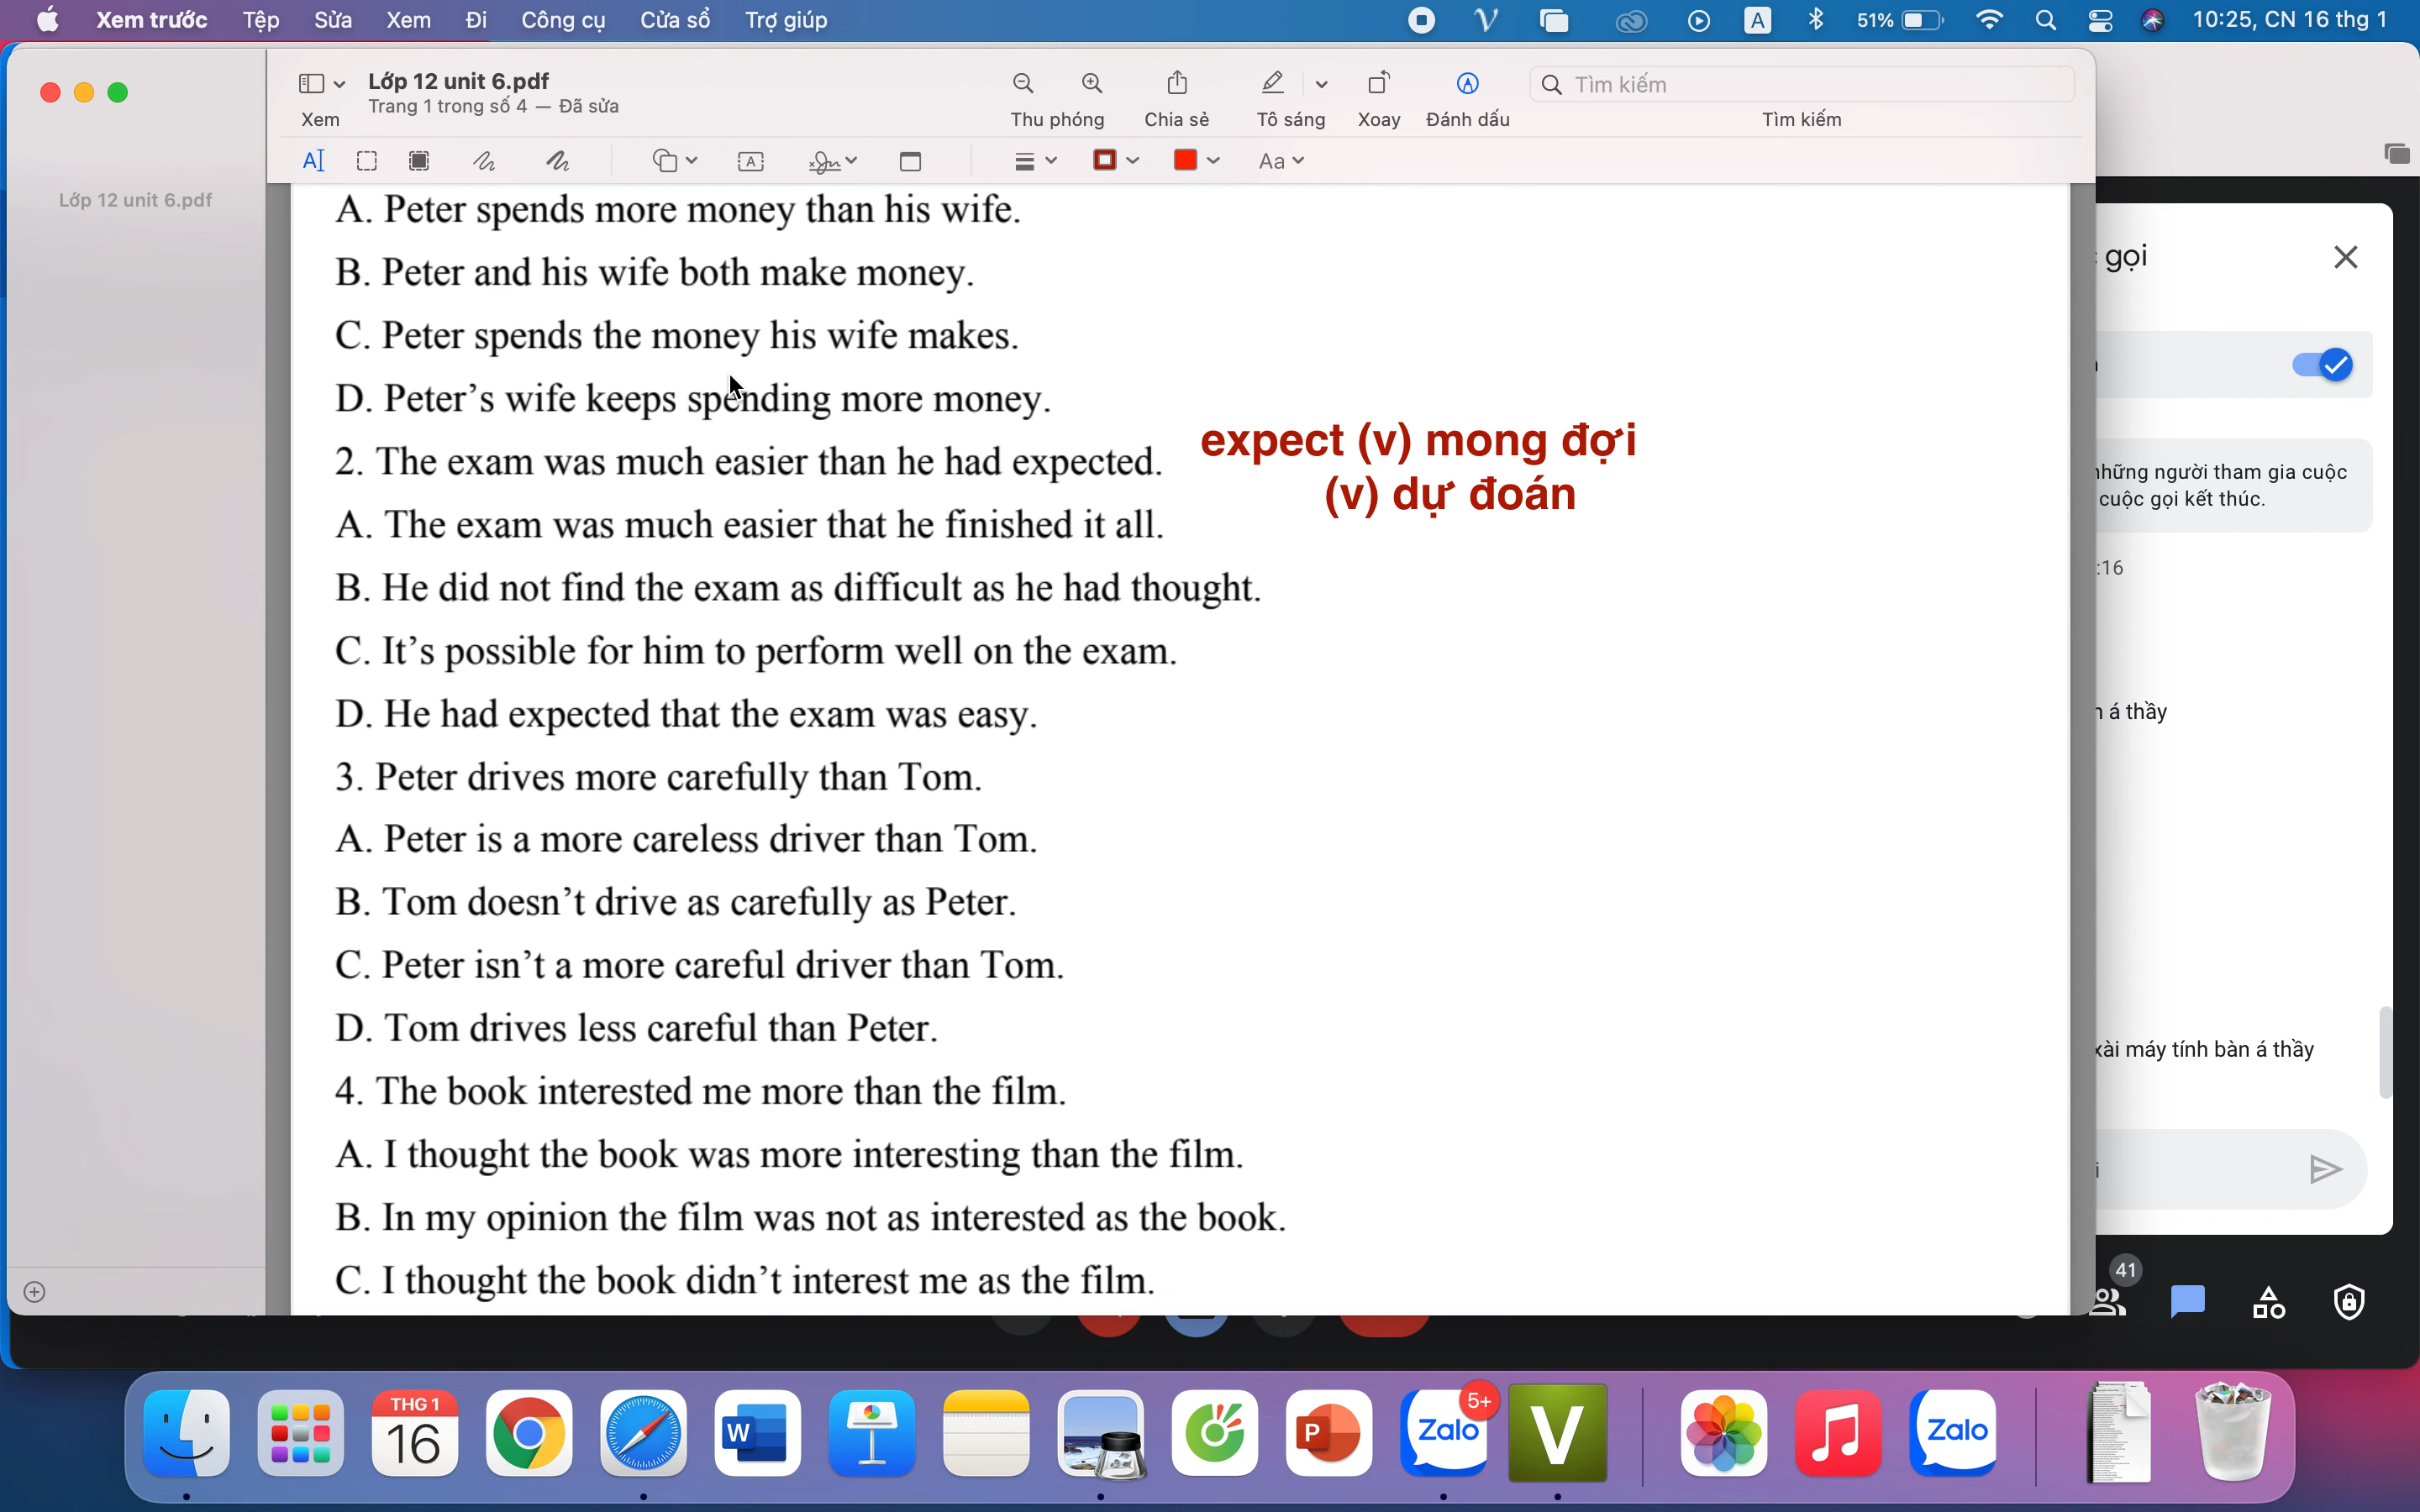 Xem trước Tệp Sửa Xem Đi Công cụ Cửa sổ Trợ giúp A 51% 10:25, CN 16 thg 1
Lớp 12 unit 6.pdf
Trang 1 trong số 4 — Đã sửa
Tìm kiếm
Xem Thu phóng Chia sẻ Tô sáng Xoay Đánh dấu Tìm kiếm
A A Aa
Lớp 12 unit 6.pdf
A. Peter spends more money than his wife.
B. Peter and his wife both make money.
C. Peter spends the money his wife makes.
D. Peter’s wife keeps spending more money.
2. The exam was much easier than he had expected.
expect (v) mong đợi
(v) dự đoán
A. The exam was much easier that he finished it all.
B. He did not find the exam as difficult as he had thought.
C. It’s possible for him to perform well on the exam.
D. He had expected that the exam was easy.
3. Peter drives more carefully than Tom.
A. Peter is a more careless driver than Tom.
B. Tom doesn’t drive as carefully as Peter.
C. Peter isn’t a more careful driver than Tom.
D. Tom drives less careful than Peter.
4. The book interested me more than the film.
A. I thought the book was more interesting than the film.
B. In my opinion the film was not as interested as the book.
C. I thought the book didn’t interest me as the film.
gọi
những người tham gia cuộc
cuộc gọi kết thúc.
:16
á thầy
xài máy tính bàn á thầy
41
THG 1
16
W
P
Zalo
5+
V
Zalo